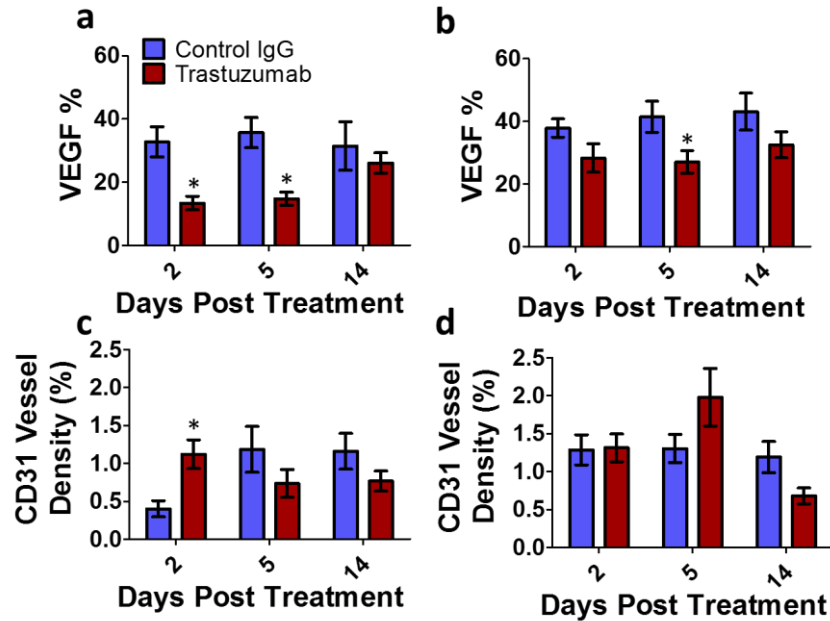 a
Control IgG
Trastuzumab
VEGF %
60
40
20
0
*
*
2
5
14
Days Post Treatment
b
VEGF %
60
40
20
0
*
2
5
14
Days Post Treatment
c
CD31 Vessel
Density (%)
2.5
2.0
1.5
1.0
0.5
0.0
*
2
5
14
Days Post Treatment
d
CD31 Vessel
Density (%)
2.5
2.0
1.5
1.0
0.5
0.0
2
5
14
Days Post Treatment